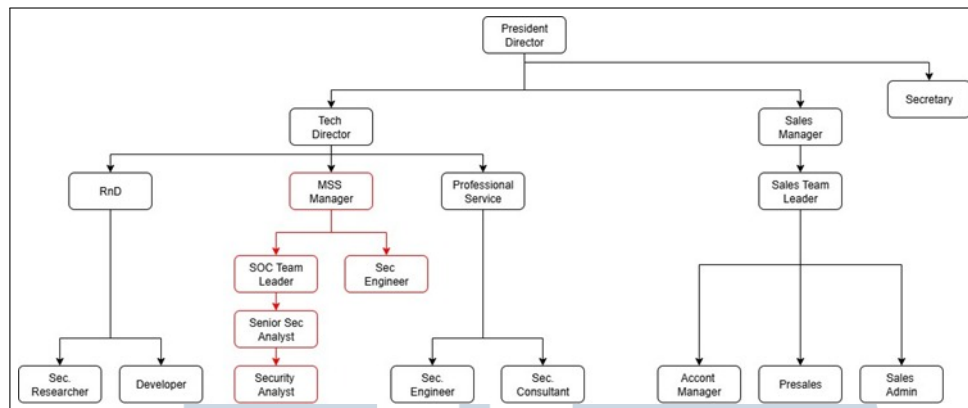 President
Director
Secretary
Tech
Director
Sales
Manager
RnD
MSS
Manager
Professional
Service
Sales Team
Leader
SOC Team
Leader
Sec
Engineer
Senior Sec
Analyst
Sec.
Researcher
Developer
Security
Analyst
Sec.
Engineer
Sec.
Consultant
Accont
Manager
Presales
Sales
Admin